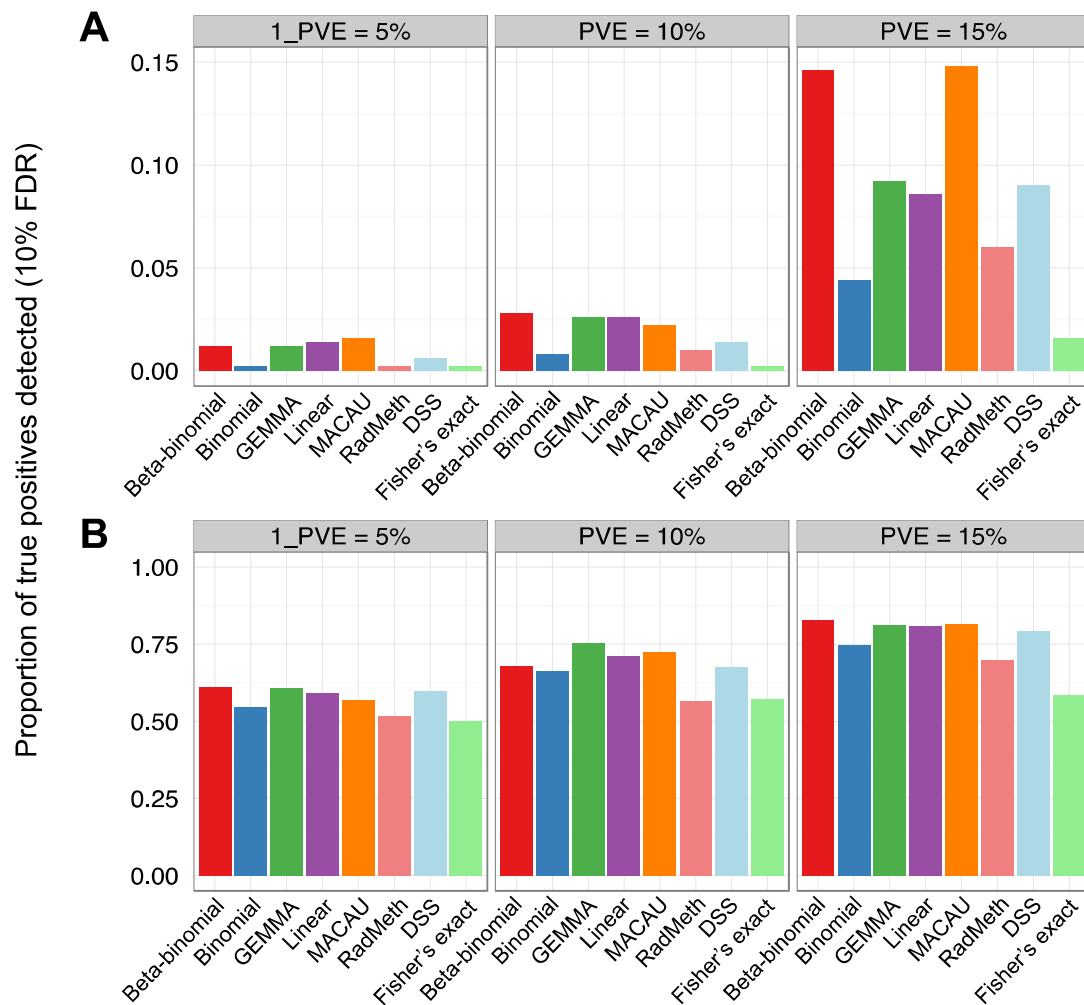 Proportion of true positives detected (10% FDR)
A
1_PVE = 5%
PVE = 10%
PVE = 15%
0.15
0.10
0.05
0.00
Beta-binomial
Binomial
GEMMA
Linear
MACAU
RadMeth
DSS
Fisher's exact
Beta-binomial
Binomial
GEMMA
Linear
MACAU
RadMeth
DSS
Fisher's exact
Beta-binomial
Binomial
GEMMA
Linear
MACAU
RadMeth
DSS
Fisher's exact
B
1_PVE = 5%
PVE = 10%
PVE = 15%
1.00
0.75
0.50
0.25
0.00
Beta-binomial
Binomial
GEMMA
Linear
MACAU
RadMeth
DSS
Fisher's exact
Beta-binomial
Binomial
GEMMA
Linear
MACAU
RadMeth
DSS
Fisher's exact
Beta-binomial
Binomial
GEMMA
Linear
MACAU
RadMeth
DSS
Fisher's exact